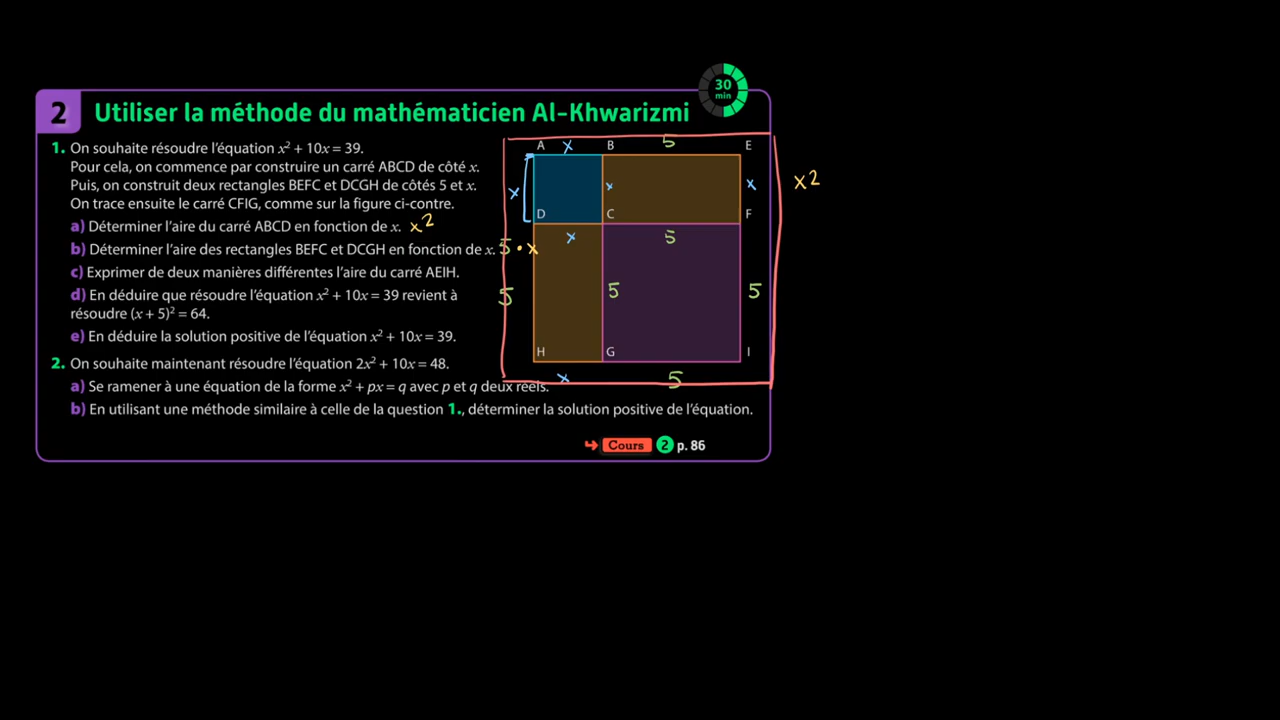 30
min
2 Utiliser la méthode du mathématicien Al-Khwarizmi
1. On souhaite résoudre l'équation x² + 10x = 39.
Pour cela, on commence par construire un carré ABCD de côté x.
Puis, on construit deux rectangles BEFC et DCGH de côtés 5 et x.
On trace ensuite le carré CFIG, comme sur la figure ci-contre.
a) Déterminer l'aire du carré ABCD en fonction de x. x2
b) Déterminer l'aire des rectangles BEFC et DCGH en fonction de x. 5 • x
c) Exprimer de deux manières différentes l'aire du carré AEIH.
d) En déduire que résoudre l'équation x² + 10x = 39 revient à
résoudre (x + 5)² = 64.
e) En déduire la solution positive de l'équation x² + 10x = 39.
A x B 5 E
x x x x2
D C F
x 5
5 5 5
H G I
x 5
2. On souhaite maintenant résoudre l'équation 2x² + 10x = 48.
a) Se ramener à une équation de la forme x² + px = q avec p et q deux réels.
b) En utilisant une méthode similaire à celle de la question 1., déterminer la solution positive de l'équation.
↪ Cours 2 p. 86